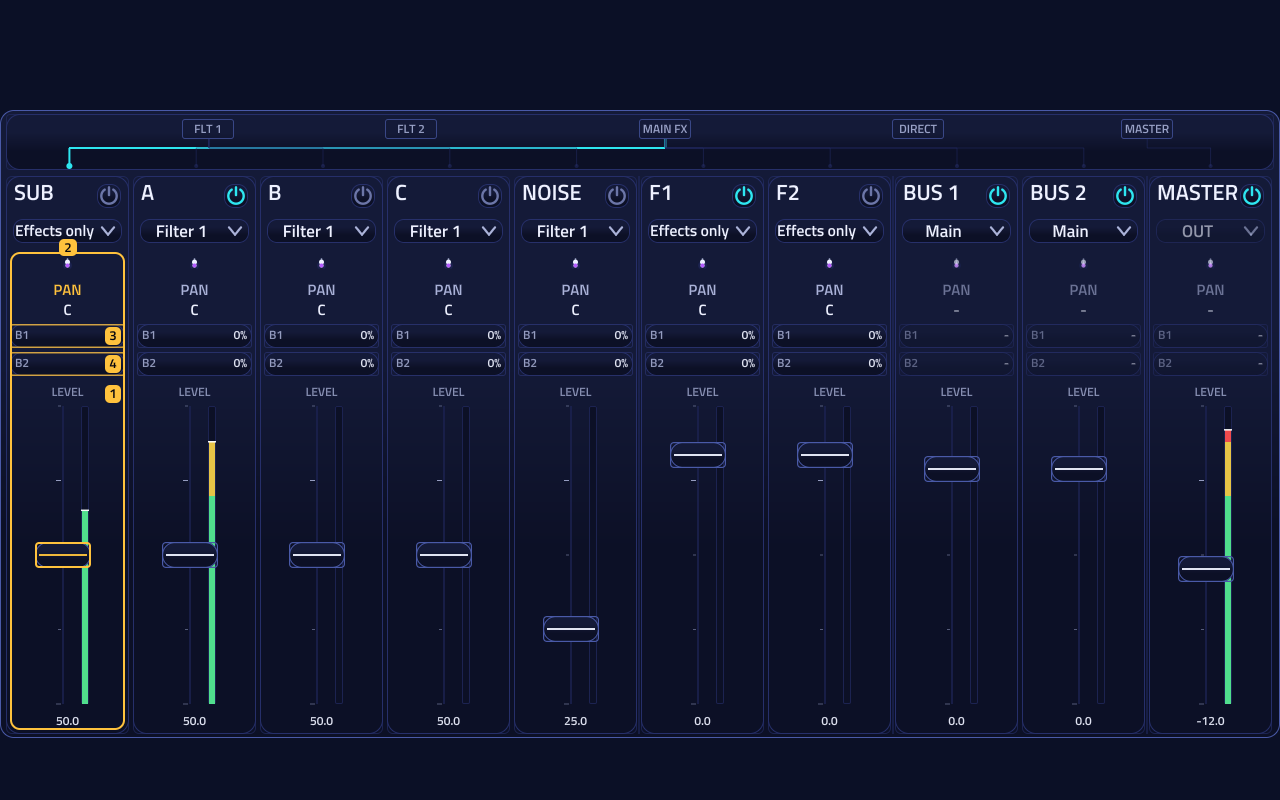 FLT 1 FLT 2 MAIN FX DIRECT MASTER
SUB A B C NOISE F1 F2 BUS 1 BUS 2 MASTER
Effects only Filter 1 Filter 1 Filter 1 Filter 1 Effects only Effects only Main Main OUT
2
PAN PAN PAN PAN PAN PAN PAN PAN PAN PAN
C C C C C C C - - -
B1 3 B1 0% B1 0% B1 0% B1 0% B1 0% B1 0% B1 - B1 - B1 -
B2 4 B2 0% B2 0% B2 0% B2 0% B2 0% B2 0% B2 - B2 - B2 -
LEVEL 1 LEVEL LEVEL LEVEL LEVEL LEVEL LEVEL LEVEL LEVEL LEVEL
50.0 50.0 50.0 50.0 25.0 0.0 0.0 0.0 0.0 -12.0